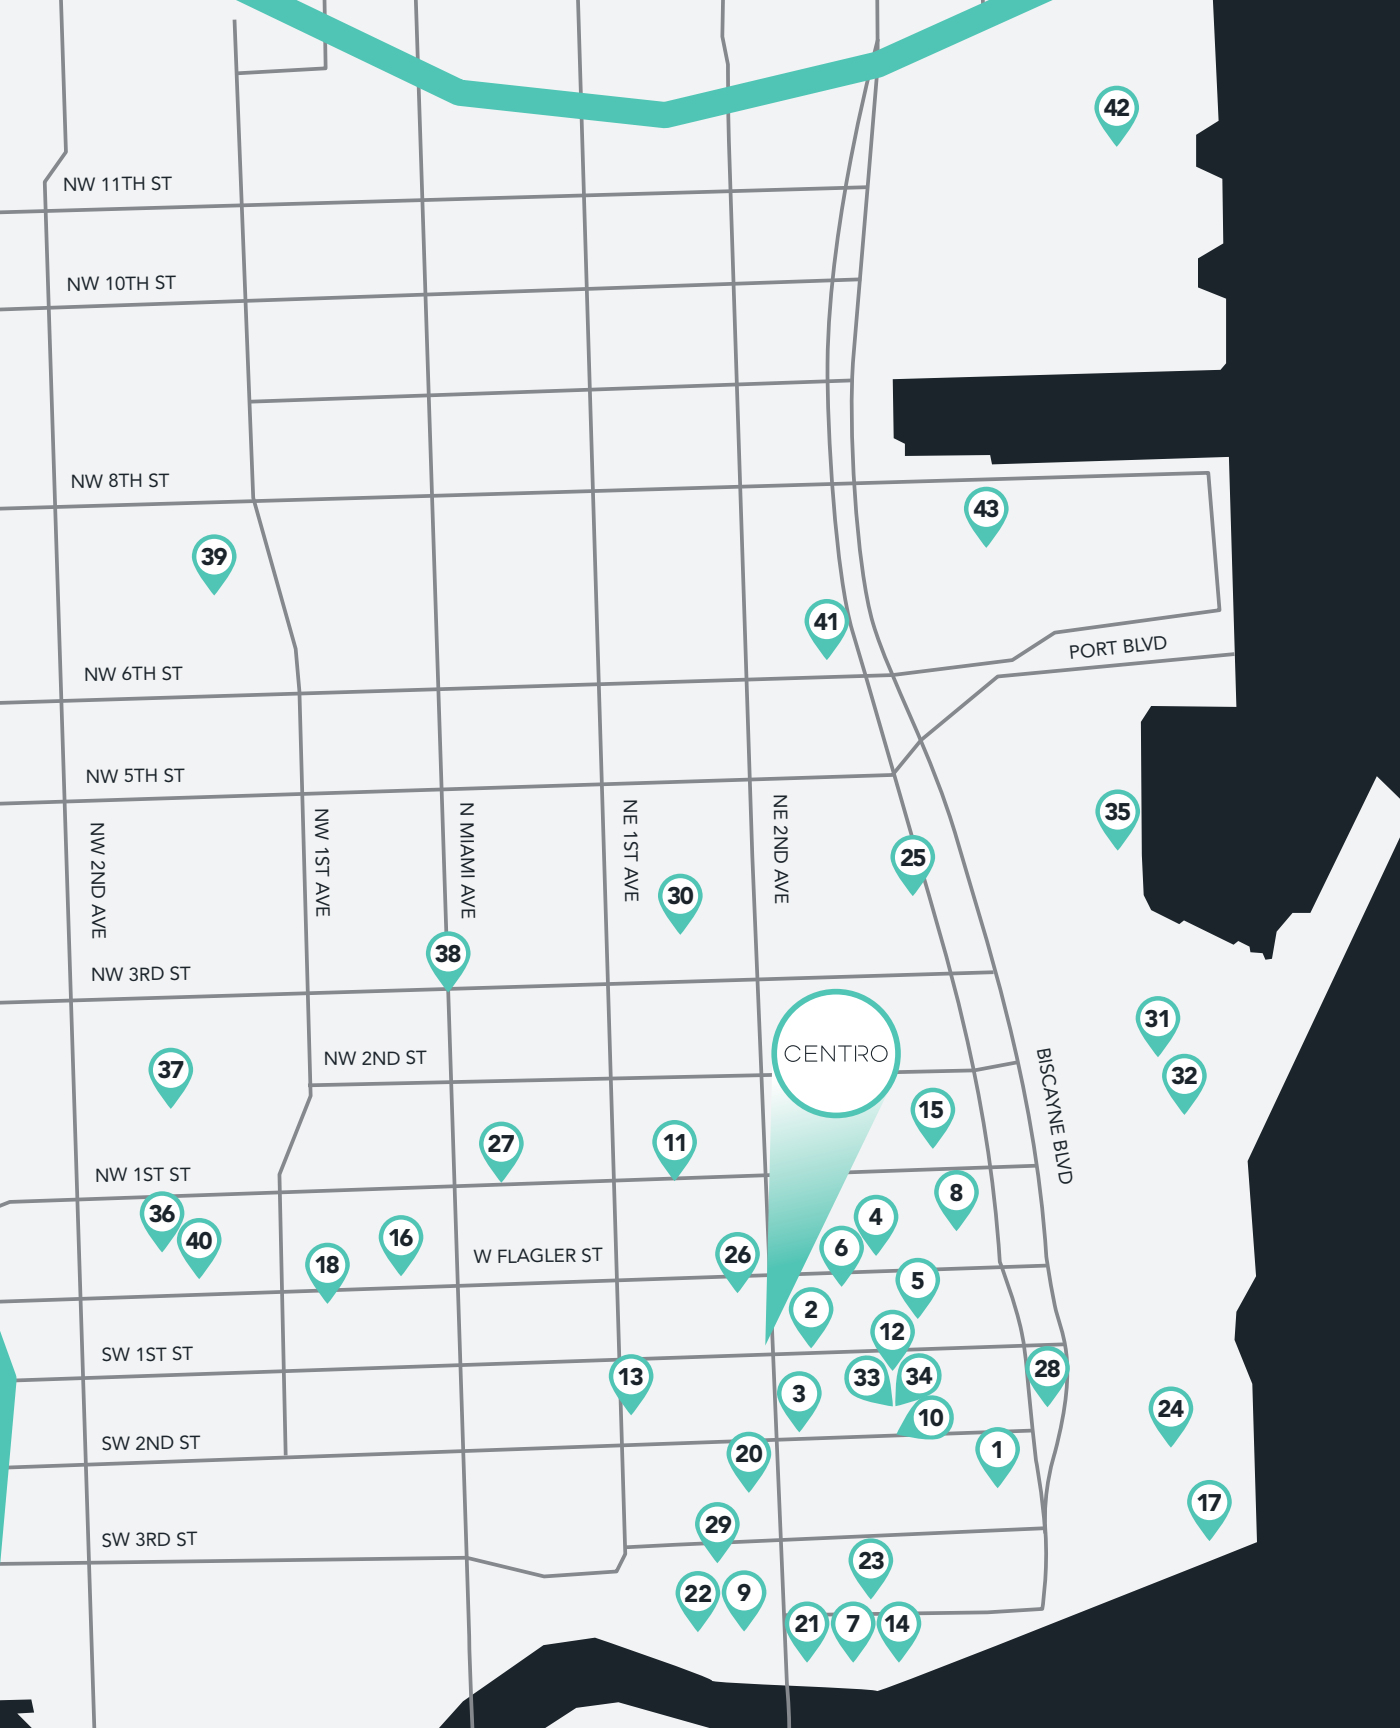 42
NW 11TH ST
NW 10TH ST
NW 8TH ST
43
39
41
PORT BLVD
NW 6TH ST
NW 5TH ST
NW 2ND AVE
NW 1ST AVE
N MIAMI AVE
NE 1ST AVE
NE 2ND AVE
35
25
30
38
NW 3RD ST
31
CENTRO
NW 2ND ST
37
32
BISCAYNE BLVD
15
27
11
NW 1ST ST
8
36
4
40
16
6
W FLAGLER ST
26
18
5
2
12
SW 1ST ST
28
13
33
34
3
24
10
SW 2ND ST
20
1
17
29
SW 3RD ST
23
22
9
21
7
14